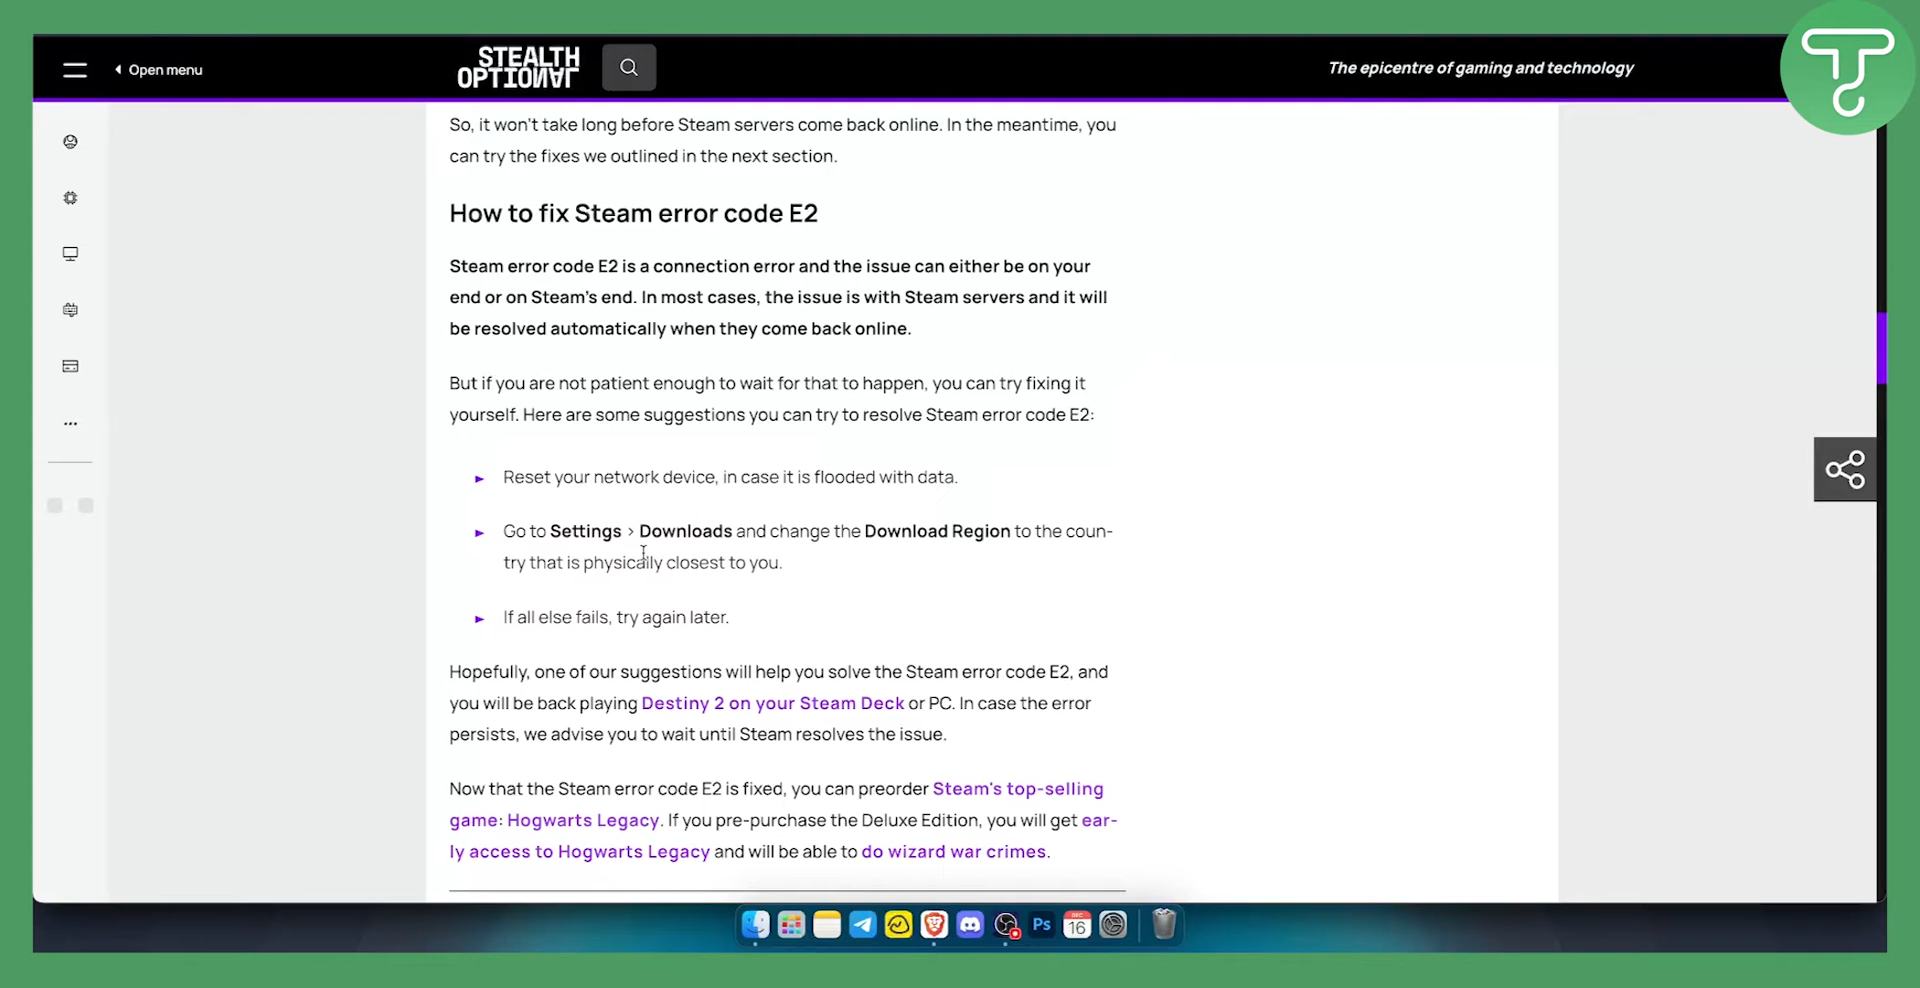 Open menu
STEALTH
OPTIONAL
The epicentre of gaming and technology
So, it won't take long before Steam servers come back online. In the meantime, you
can try the fixes we outlined in the next section.
How to fix Steam error code E2
Steam error code E2 is a connection error and the issue can either be on your
end or on Steam's end. In most cases, the issue is with Steam servers and it will
be resolved automatically when they come back online.
But if you are not patient enough to wait for that to happen, you can try fixing it
yourself. Here are some suggestions you can try to resolve Steam error code E2:
Reset your network device, in case it is flooded with data.
Go to Settings > Downloads and change the Download Region to the coun-
try that is physically closest to you.
If all else fails, try again later.
Hopefully, one of our suggestions will help you solve the Steam error code E2, and
you will be back playing Destiny 2 on your Steam Deck or PC. In case the error
persists, we advise you to wait until Steam resolves the issue.
Now that the Steam error code E2 is fixed, you can preorder Steam's top-selling
game: Hogwarts Legacy. If you pre-purchase the Deluxe Edition, you will get ear-
ly access to Hogwarts Legacy and will be able to do wizard war crimes.
Ps
DEC
16